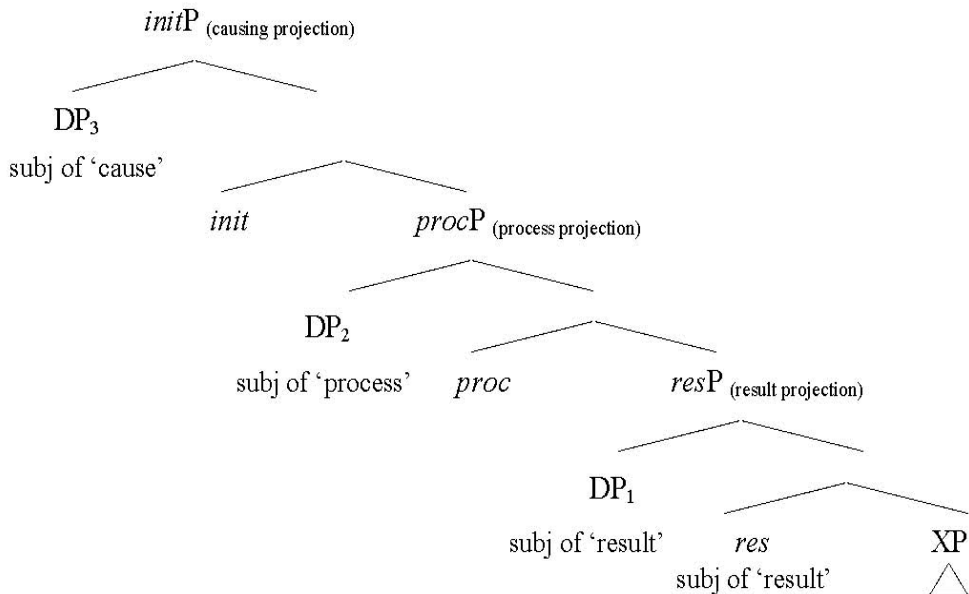 initP (causing projection)
DP₃
subj of ‘cause’
init procP (process projection)
DP₂
subj of ‘process’ proc resP (result projection)
DP₁
subj of ‘result’ res XP
subj of ‘result’